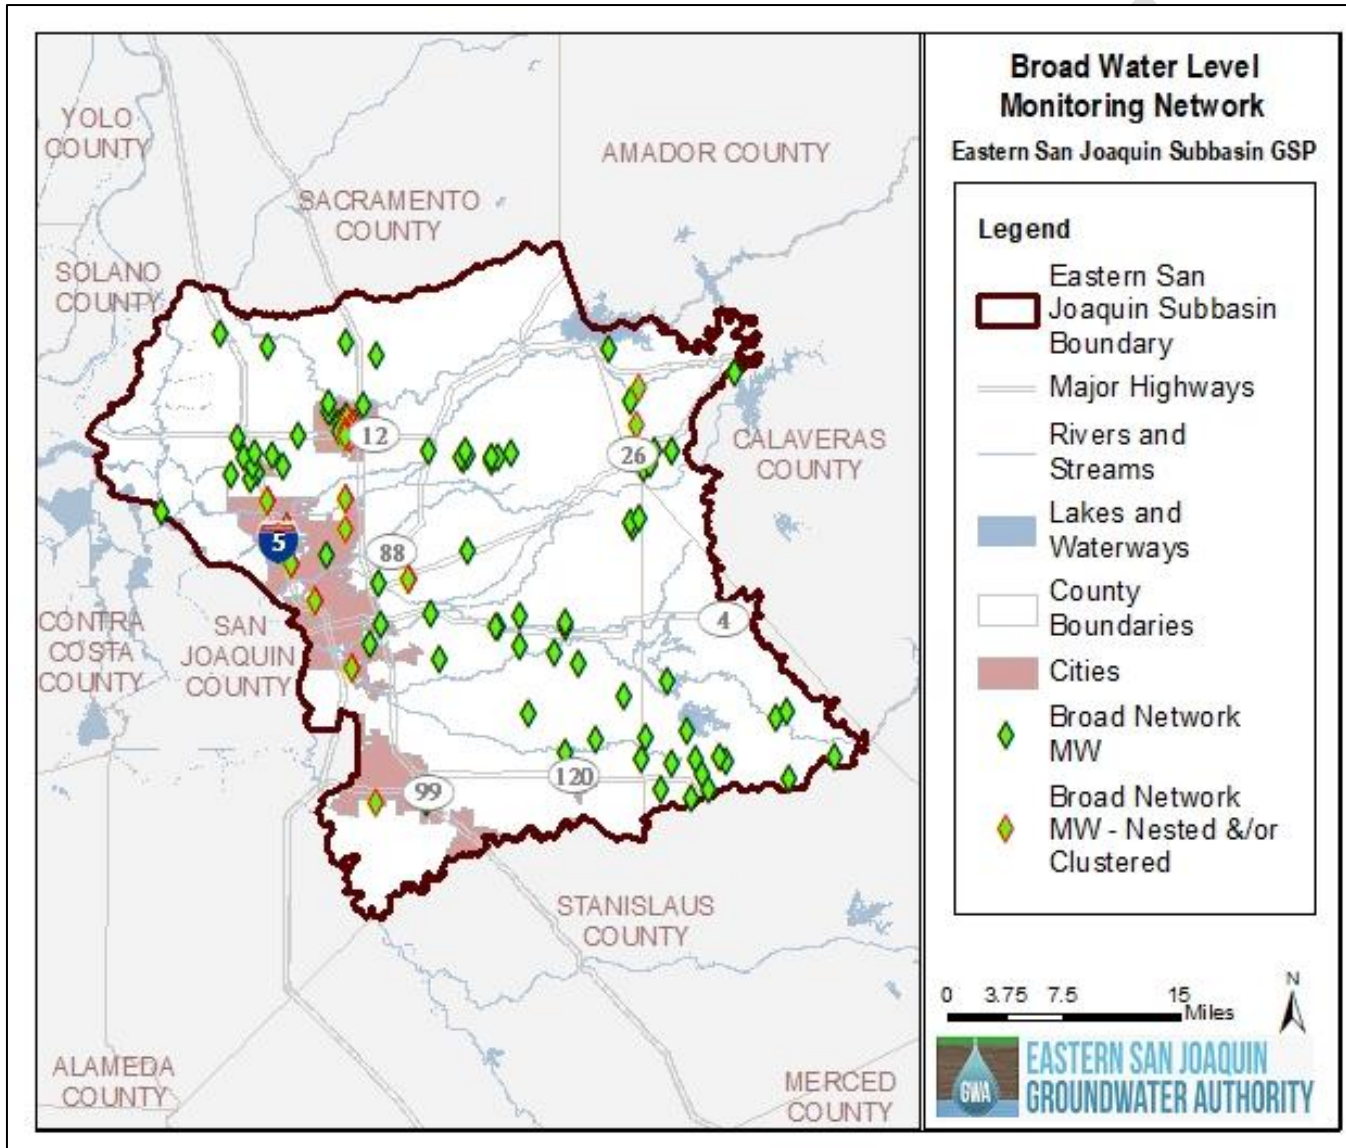 YOLO
COUNTY
AMADOR COUNTY
SACRAMENTO
COUNTY
SOLANO
COUNTY
12
CALAVERAS
COUNTY
26
5
88
4
CONTRA
COSTA
COUNTY
SAN
JOAQUIN
COUNTY
120
99
STANISLAUS
COUNTY
ALAMEDA
COUNTY
MERCED
COUNTY
Broad Water Level
Monitoring Network
Eastern San Joaquin Subbasin GSP
Legend
Eastern San
Joaquin Subbasin
Boundary
Major Highways
Rivers and
Streams
Lakes and
Waterways
County
Boundaries
Cities
Broad Network
MW
Broad Network
MW - Nested &/or
Clustered
0 3.75 7.5 15
Miles
N
GWA
EASTERN SAN JOAQUIN
GROUNDWATER AUTHORITY